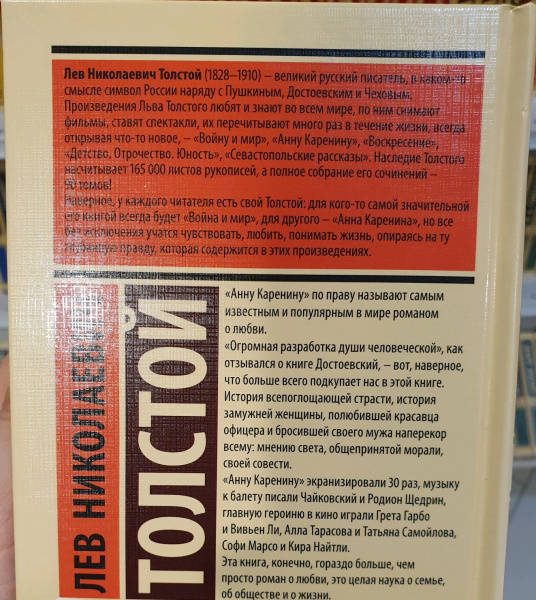 Лев Николаевич Толстой (1828–1910) – великий русский писатель, в каком-то
смысле символ России наряду с Пушкиным, Достоевским и Чеховым.
Произведения Льва Толстого любят и знают во всем мире, по ним снимают
фильмы, ставят спектакли, их перечитывают много раз в течение жизни, всегда
открывая что-то новое, – «Войну и мир», «Анну Каренину», «Воскресение»,
«Детство. Отрочество. Юность», «Севастопольские рассказы». Наследие Толстого
насчитывает 165 000 листов рукописей, а полное собрание его сочинений –
90 томов!
Наверное, у каждого читателя есть свой Толстой: для кого-то самой значительной
его книгой всегда будет «Война и мир», для другого – «Анна Каренина», но все
без исключения учатся чувствовать, любить, понимать жизнь, опираясь на ту
глубокую правду, которая содержится в этих произведениях.
ЛЕВ НИКОЛАЕВИЧ
ТОЛСТОЙ
«Анну Каренину» по праву называют самым
известным и популярным в мире романом
о любви.
«Огромная разработка души человеческой», как
отзывался о книге Достоевский, – вот, наверное,
что больше всего подкупает нас в этой книге.
История всепоглощающей страсти, история
замужней женщины, полюбившей красавца
офицера и бросившей своего мужа наперекор
всему: мнению света, общепринятой морали,
своей совести.
«Анну Каренину» экранизировали 30 раз, музыку
к балету писали Чайковский и Родион Щедрин,
главную героиню в кино играли Грета Гарбо
и Вивьен Ли, Алла Тарасова и Татьяна Самойлова,
Софи Марсо и Кира Найтли.
Эта книга, конечно, гораздо больше, чем
просто роман о любви, это целая наука о семье,
об обществе и о жизни.